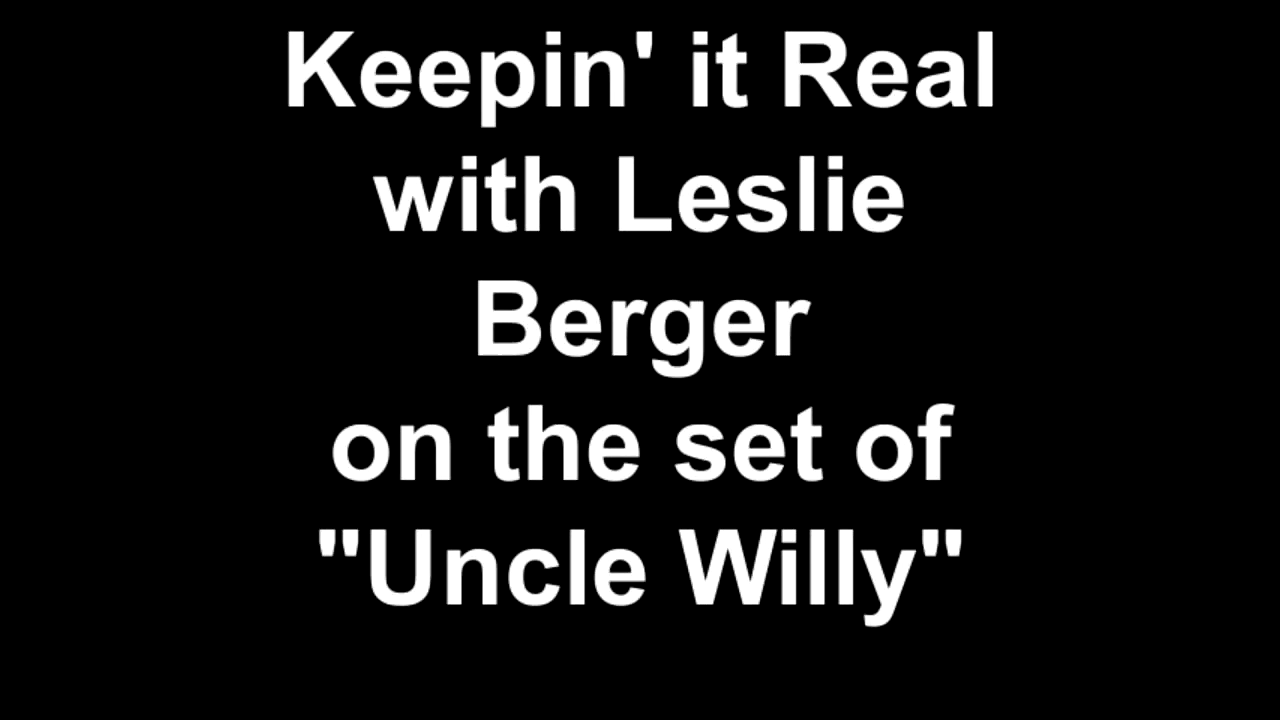 Keepin' it Real
with Leslie
Berger
on the set of
"Uncle Willy"